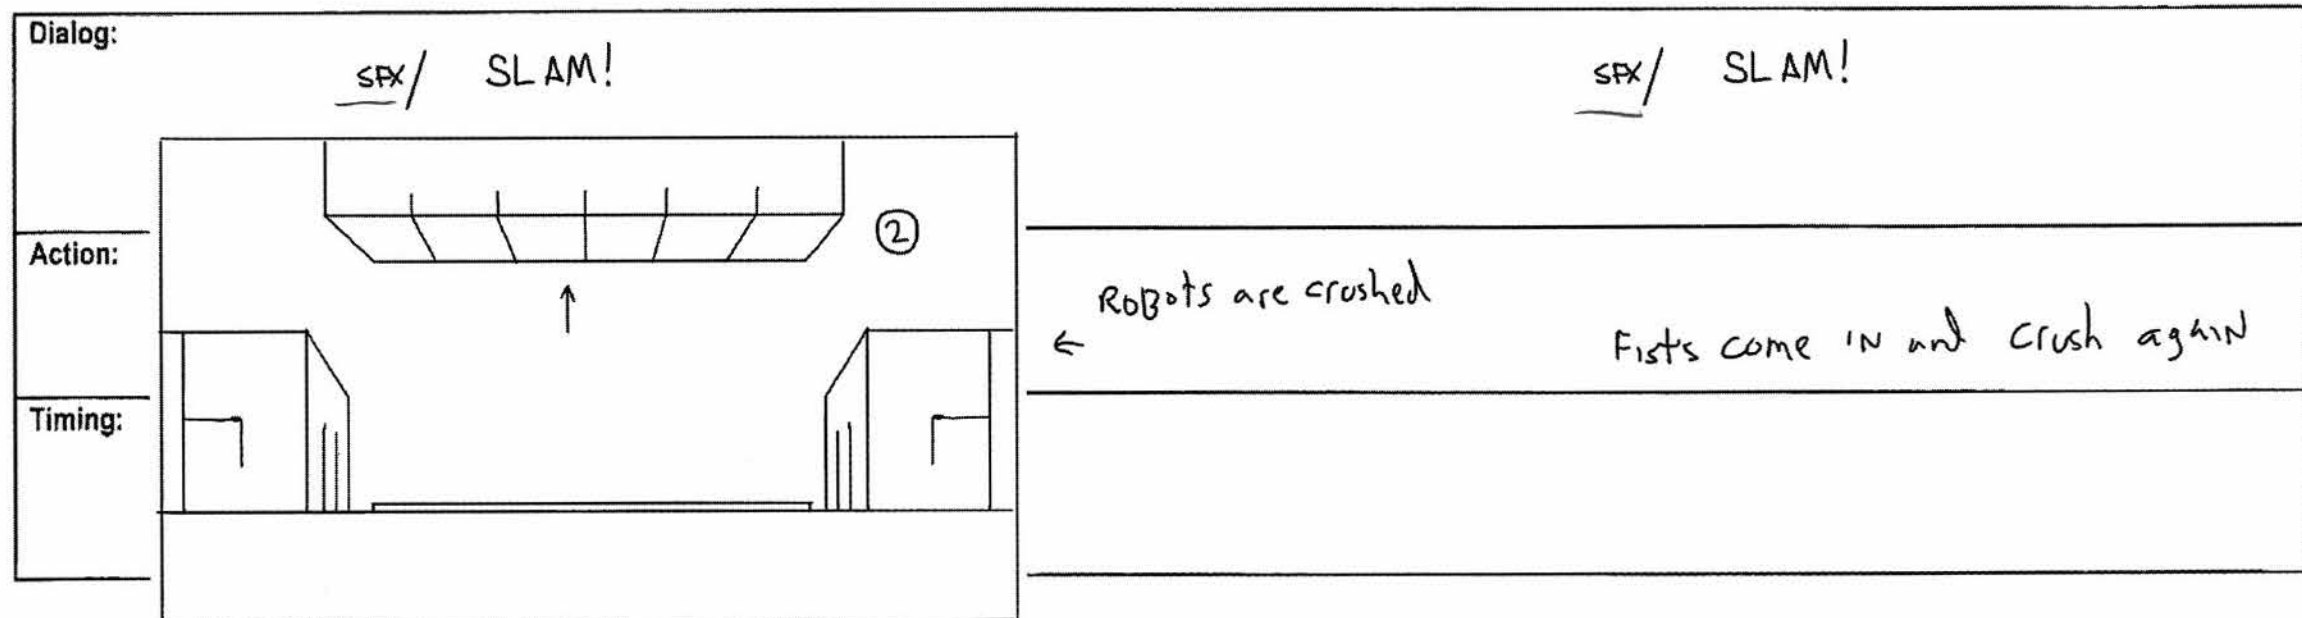 Dialog:
SFX/ SLAM!
SFX/ SLAM!
2
Action:
RoBots are crushed
Fists come in and crush again
Timing: